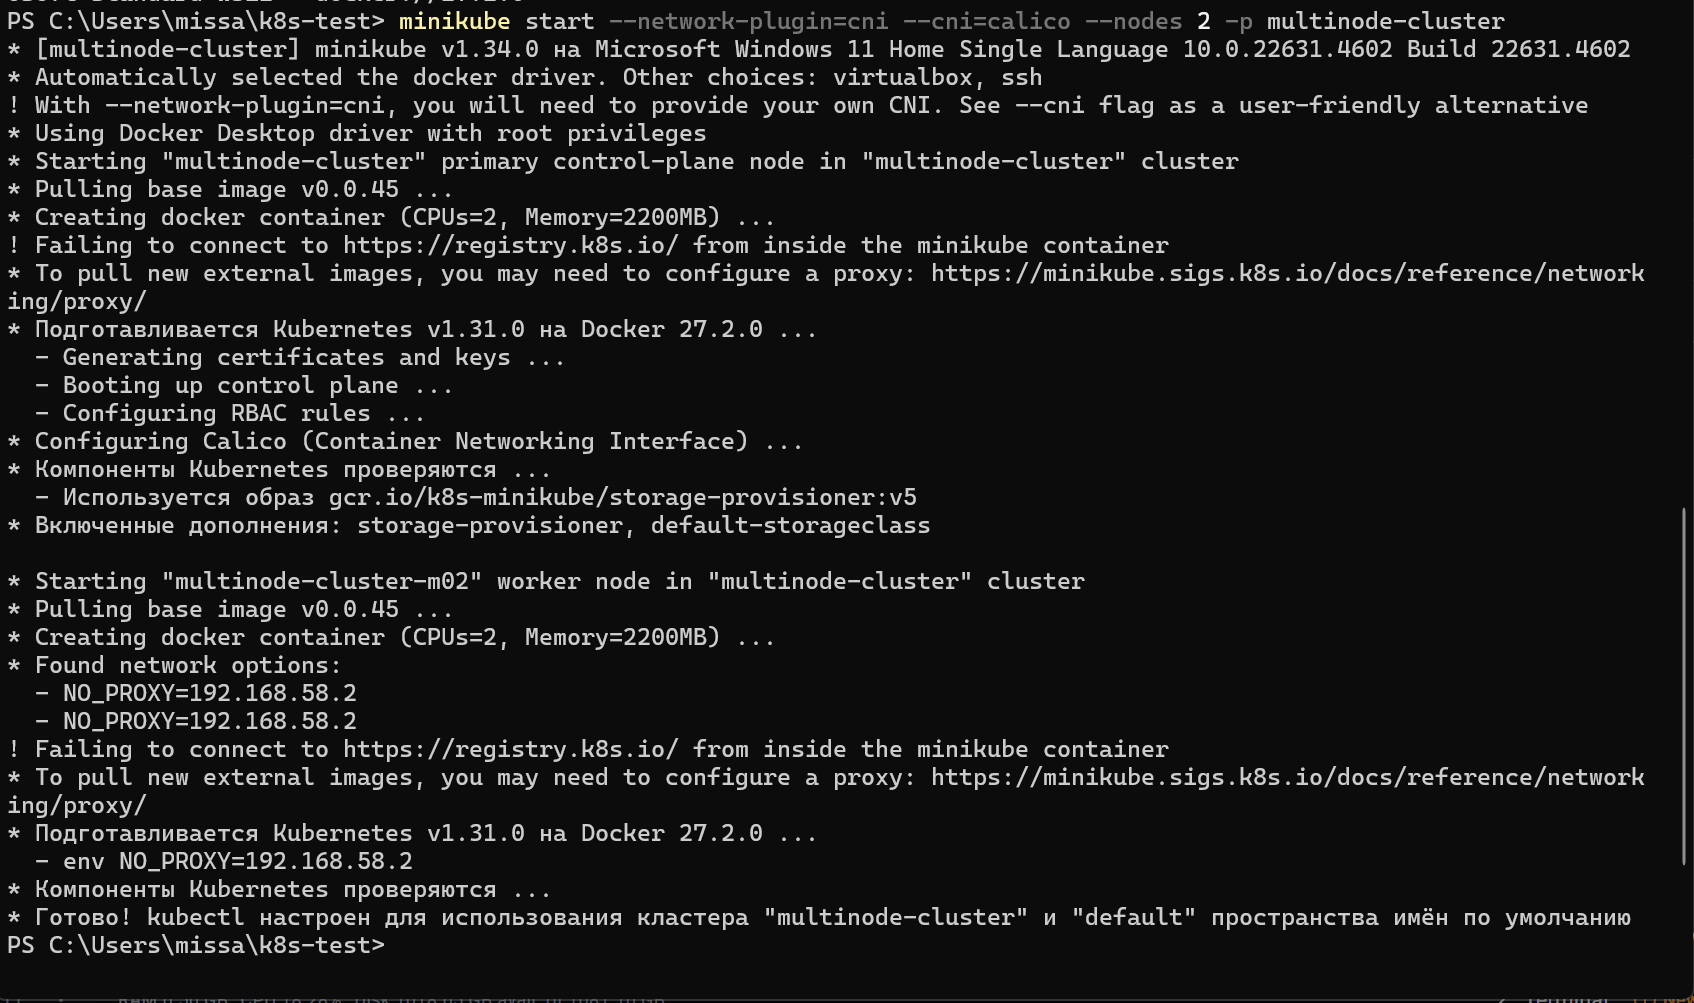 PS C:\Users\missa\k8s-test> minikube start --network-plugin=cni --cni=calico --nodes 2 -p multinode-cluster
* [multinode-cluster] minikube v1.34.0 на Microsoft Windows 11 Home Single Language 10.0.22631.4602 Build 22631.4602
* Automatically selected the docker driver. Other choices: virtualbox, ssh
! With --network-plugin=cni, you will need to provide your own CNI. See --cni flag as a user-friendly alternative
* Using Docker Desktop driver with root privileges
* Starting "multinode-cluster" primary control-plane node in "multinode-cluster" cluster
* Pulling base image v0.0.45 ...
* Creating docker container (CPUs=2, Memory=2200MB) ...
! Failing to connect to https://registry.k8s.io/ from inside the minikube container
* To pull new external images, you may need to configure a proxy: https://minikube.sigs.k8s.io/docs/reference/network
ing/proxy/
* Подготавливается Kubernetes v1.31.0 на Docker 27.2.0 ...
  - Generating certificates and keys ...
  - Booting up control plane ...
  - Configuring RBAC rules ...
* Configuring Calico (Container Networking Interface) ...
* Компоненты Kubernetes проверяются ...
  - Используется образ gcr.io/k8s-minikube/storage-provisioner:v5
* Включенные дополнения: storage-provisioner, default-storageclass
* Starting "multinode-cluster-m02" worker node in "multinode-cluster" cluster
* Pulling base image v0.0.45 ...
* Creating docker container (CPUs=2, Memory=2200MB) ...
* Found network options:
  - NO_PROXY=192.168.58.2
  - NO_PROXY=192.168.58.2
! Failing to connect to https://registry.k8s.io/ from inside the minikube container
* To pull new external images, you may need to configure a proxy: https://minikube.sigs.k8s.io/docs/reference/network
ing/proxy/
* Подготавливается Kubernetes v1.31.0 на Docker 27.2.0 ...
  - env NO_PROXY=192.168.58.2
* Компоненты Kubernetes проверяются ...
* Готово! kubectl настроен для использования кластера "multinode-cluster" и "default" пространства имён по умолчанию
PS C:\Users\missa\k8s-test>